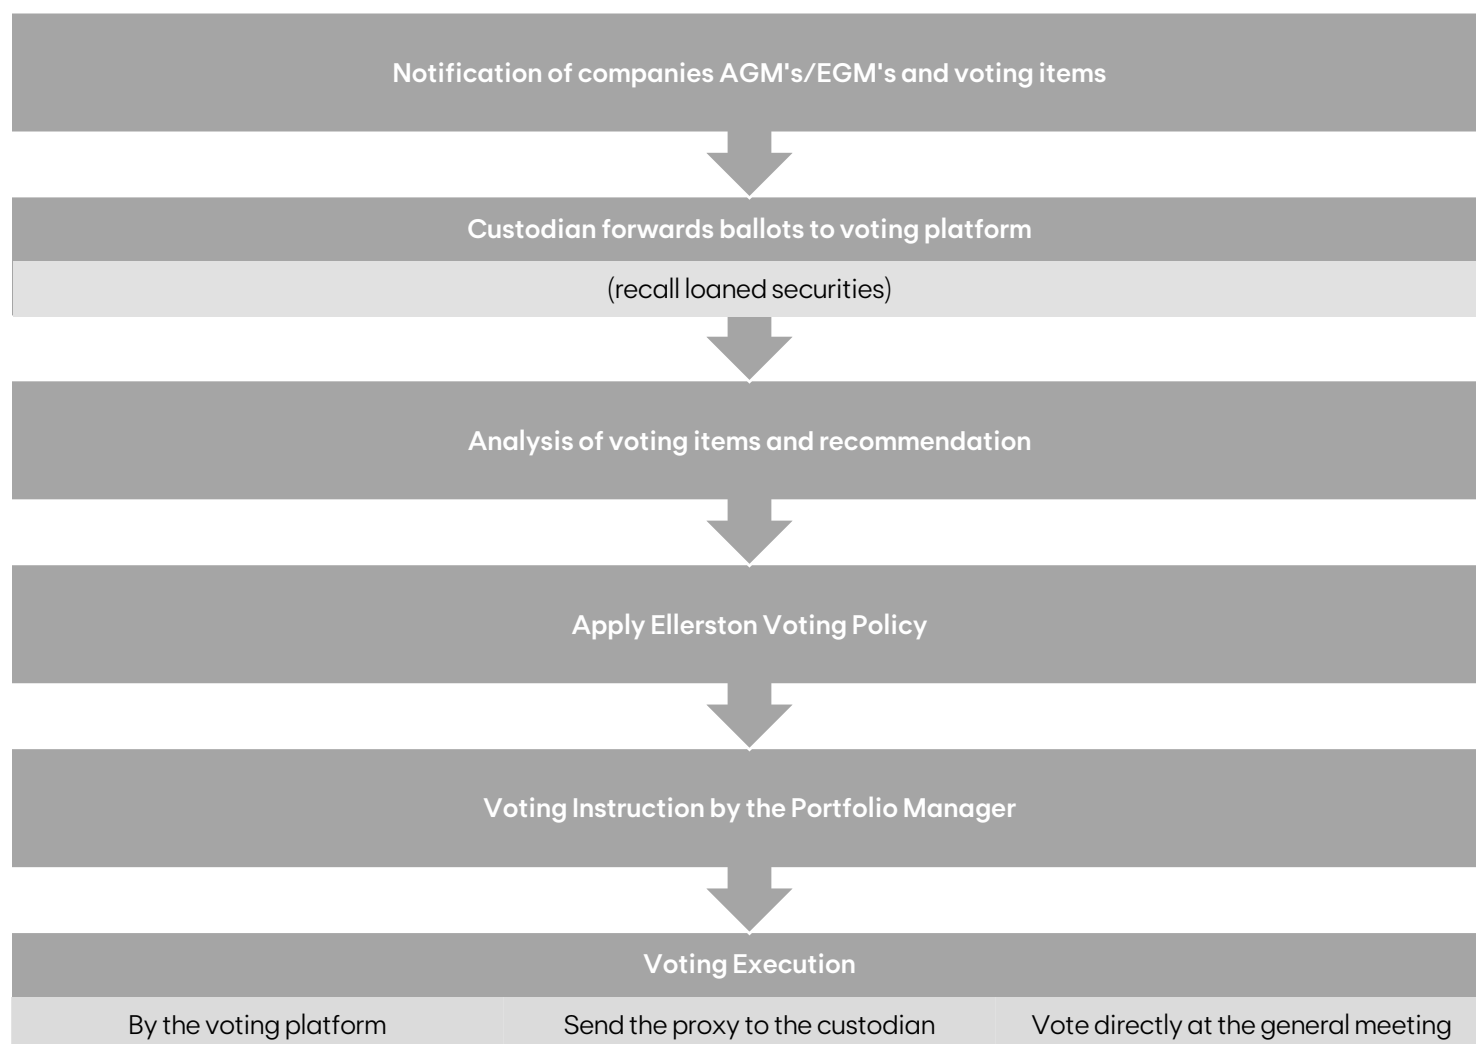 Notification of companies AGM's/EGM's and voting items
Custodian forwards ballots to voting platform
(recall loaned securities)
Analysis of voting items and recommendation
Apply Ellerston Voting Policy
Voting Instruction by the Portfolio Manager
Voting Execution
By the voting platform
Send the proxy to the custodian
Vote directly at the general meeting